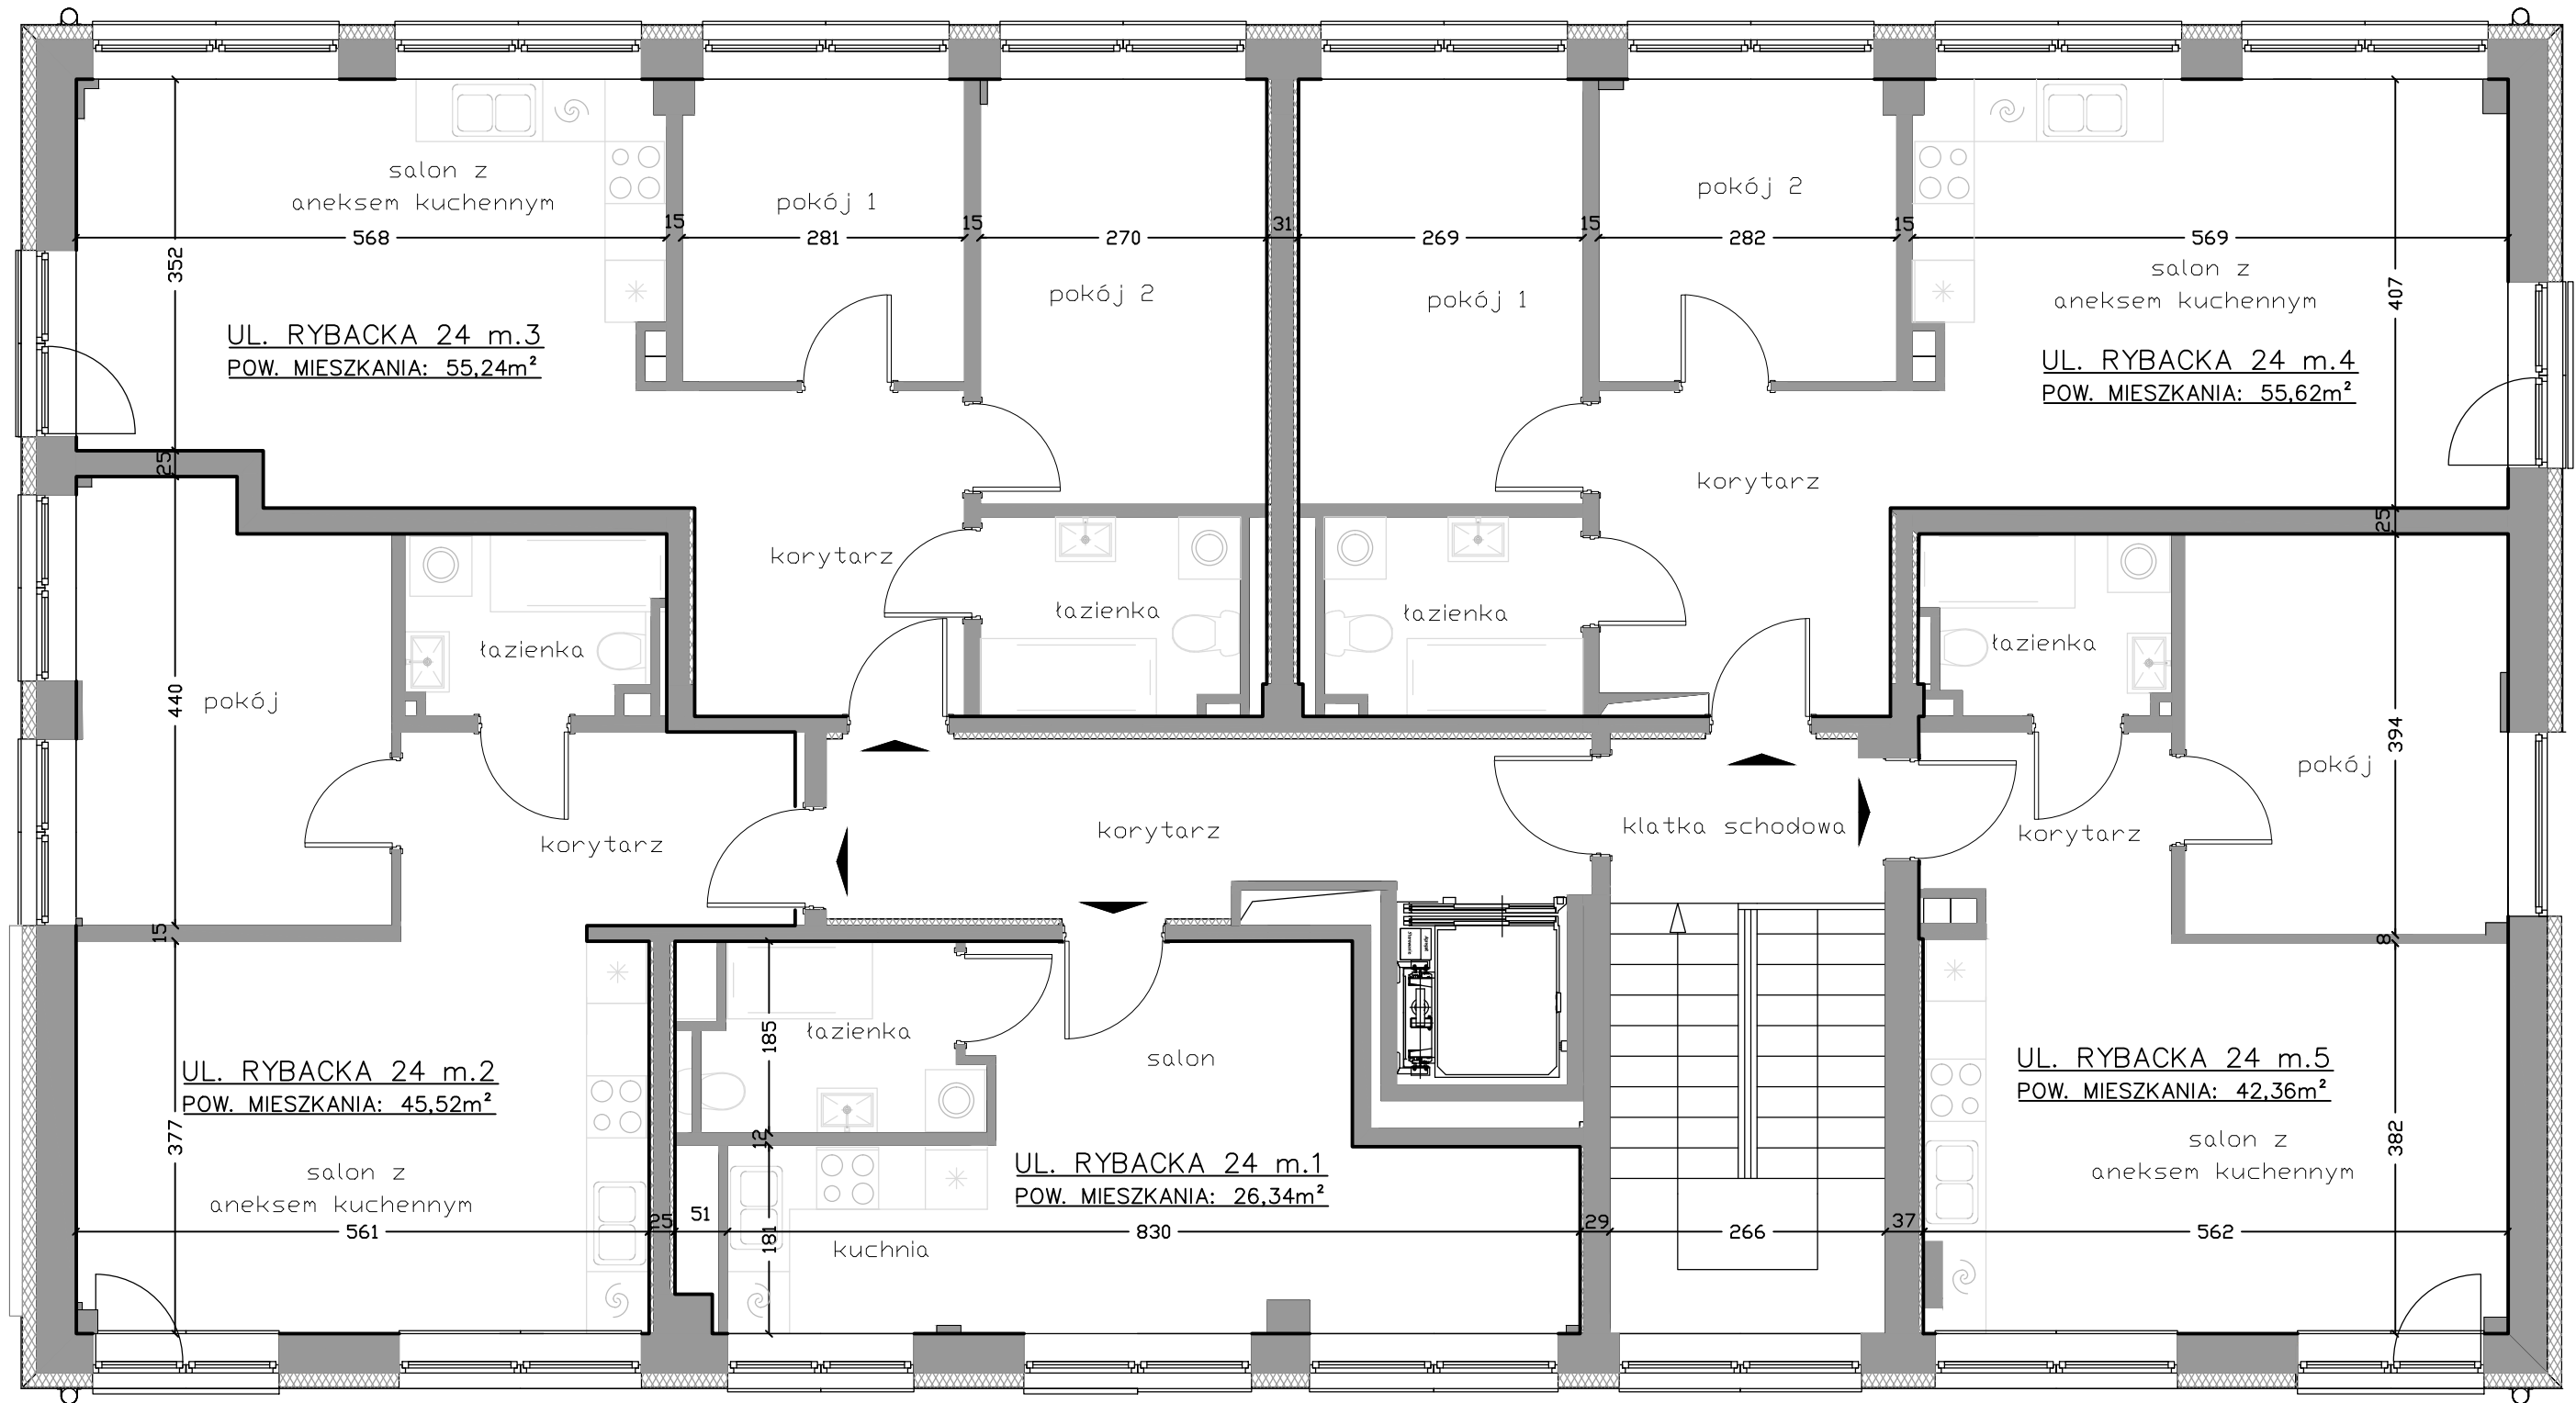 salon z
aneksem kuchennym
pokój 1
pokój 2
salon z
aneksem kuchennym
pokój 2
pokój 1
15
15
31
15
15
568
281
270
269
282
569
352
407
UL. RYBACKA 24 m.3
POW. MIESZKANIA: 55,24m²
UL. RYBACKA 24 m.4
POW. MIESZKANIA: 55,62m²
25
korytarz
25
korytarz
łazienka
łazienka
łazienka
łazienka
pokój
440
394
pokój
korytarz
korytarz
klatka schodowa
korytarz
15
8
łazienka
185
salon
UL. RYBACKA 24 m.2
POW. MIESZKANIA: 45,52m²
UL. RYBACKA 24 m.5
POW. MIESZKANIA: 42,36m²
377
12
382
salon z
aneksem kuchennym
UL. RYBACKA 24 m.1
POW. MIESZKANIA: 26,34m²
salon z
aneksem kuchennym
561
25
51
181
830
29
266
37
562
kuchnia